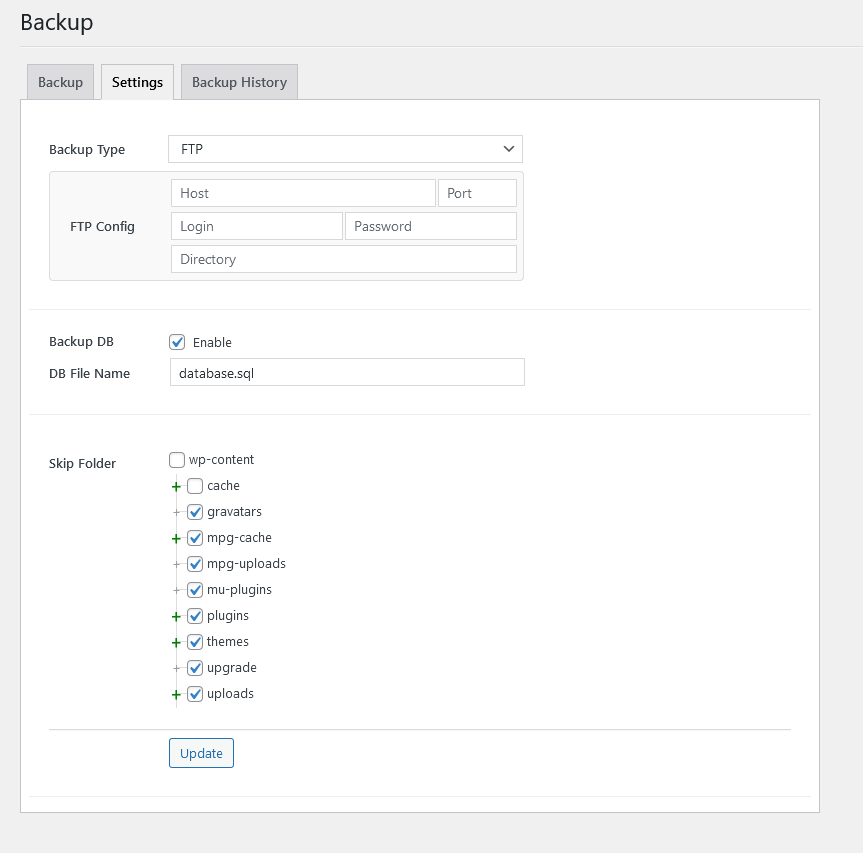 Backup
Backup Settings Backup History
Backup Type FTP
Host Port
FTP Config Login Password
Directory
Backup DB Enable
DB File Name database.sql
Skip Folder wp-content
cache
gravatars
mpg-cache
mpg-uploads
mu-plugins
plugins
themes
upgrade
uploads
Update